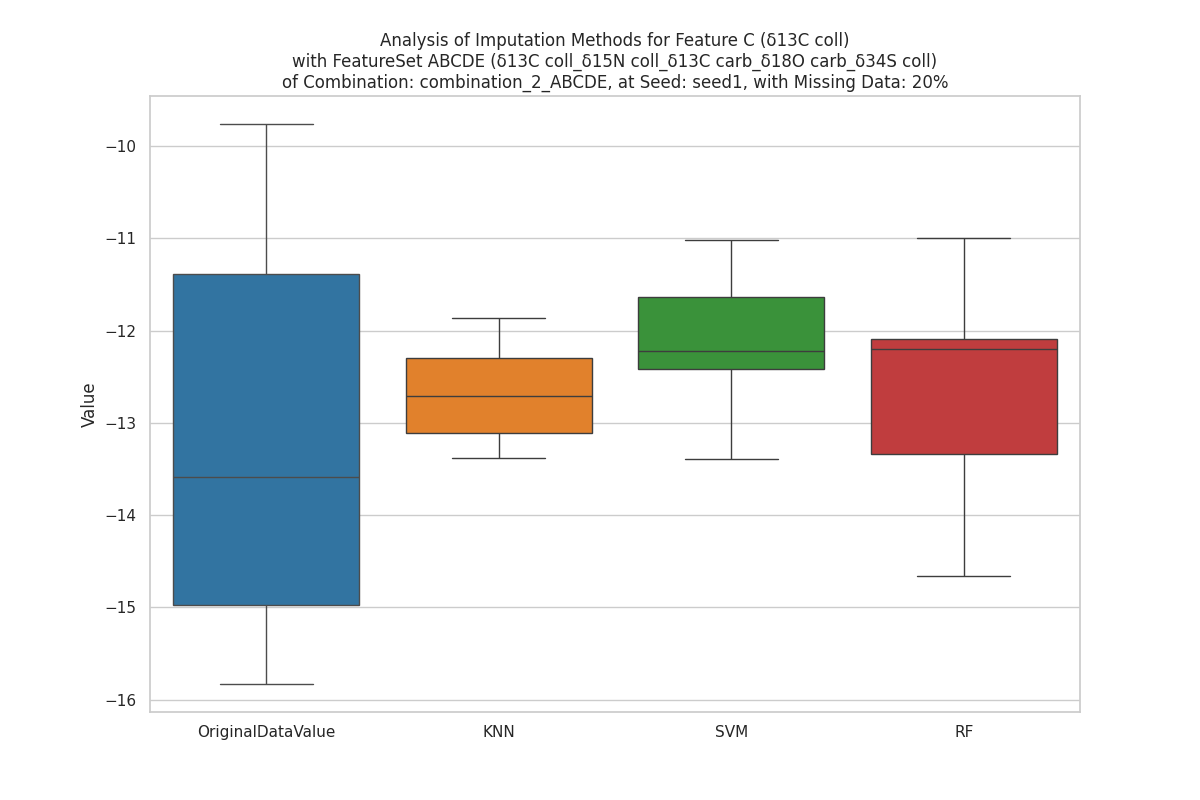 Analysis of Imputation Methods for Feature C (δ13C coll)
with FeatureSet ABCDE (δ13C coll_δ15N coll_δ13C carb_δ18O carb_δ34S coll)
of Combination: combination_2_ABCDE, at Seed: seed1, with Missing Data: 20%
−10
−11
−12
−13
−14
−15
−16
Value
OriginalDataValue
KNN
SVM
RF